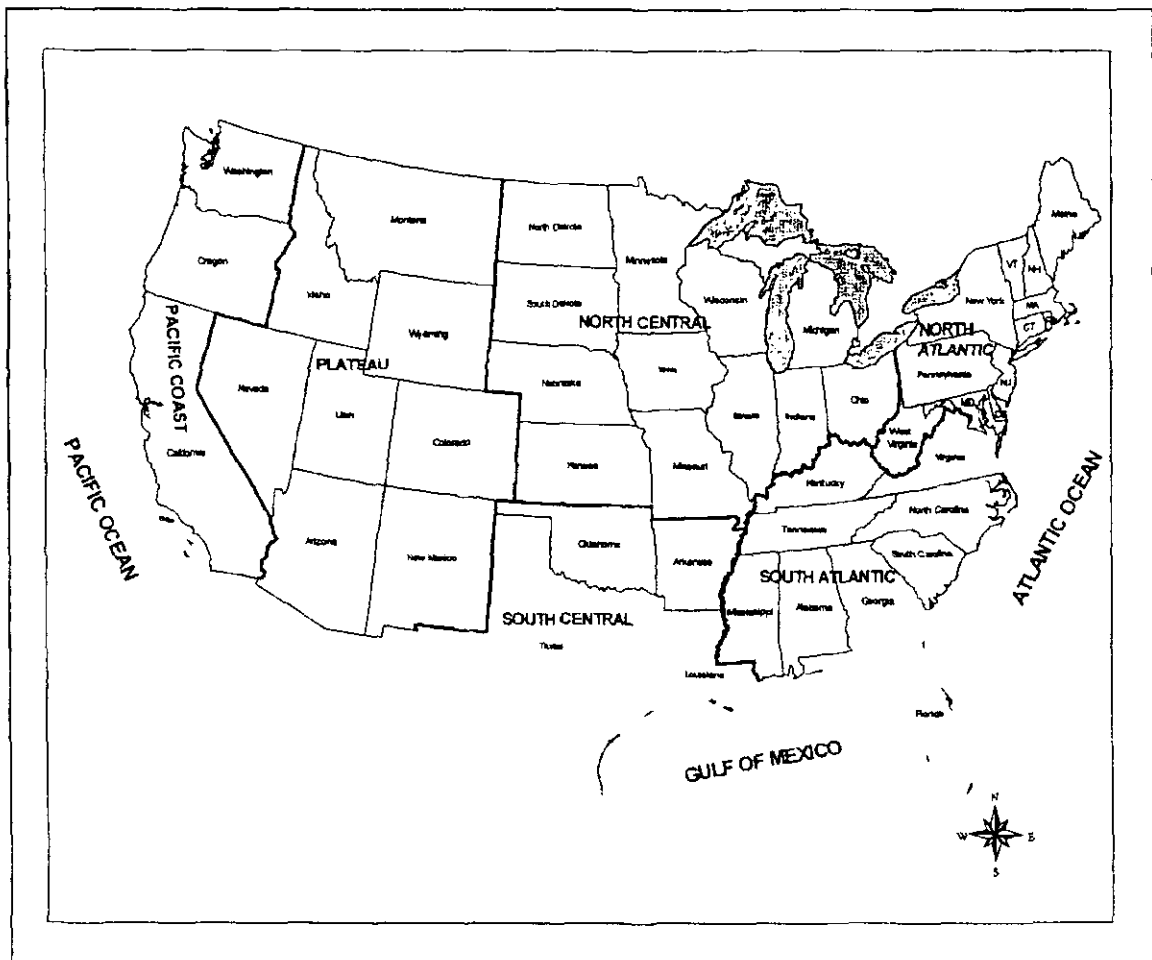 Washington
Montana
North Dakota
Minnysota
Maine
Oregon
Idaho
VT
NH
South Dakota
Wisconsin
Michigan
New York
MA
CT
Wyoming
NORTH CENTRAL
NORTH
ATLANTIC
PACIFIC COAST
PLATEAU
Nevada
Utah
Colorado
Nebraska
Iowa
Illinois
Indiana
Ohio
Pennsylvania
NJ
MD
DE
West
Virginia
Virginia
California
Kansas
Missouri
Kentucky
PACIFIC OCEAN
ATLANTIC OCEAN
Arizona
New Mexico
Oklahoma
Arkansas
Tennessee
North Carolina
South Carolina
SOUTH ATLANTIC
Mississippi
Alabama
Georgia
SOUTH CENTRAL
Texas
Louisiana
Florida
GULF OF MEXICO
N
W
E
S